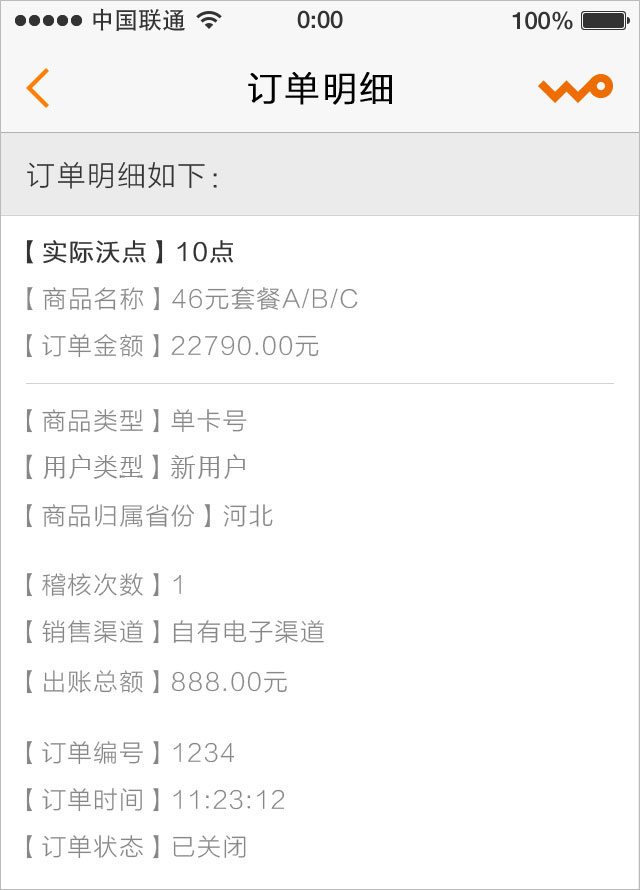 中国联通 0:00 100%
订单明细 wo
订单明细如下：
【实际沃点】10点
【商品名称】46元套餐A/B/C
【订单金额】22790.00元
【商品类型】单卡号
【用户类型】新用户
【商品归属省份】河北
【稽核次数】1
【销售渠道】自有电子渠道
【出账总额】888.00元
【订单编号】1234
【订单时间】11:23:12
【订单状态】已关闭